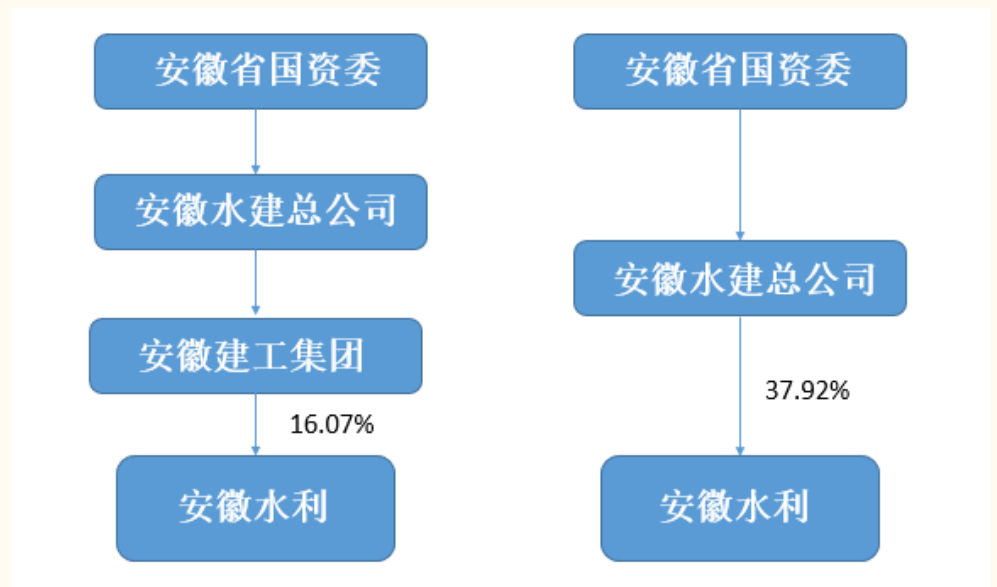 安徽省国资委
安徽水建总公司
安徽建工集团
16.07%
安徽水利
安徽省国资委
安徽水建总公司
37.92%
安徽水利